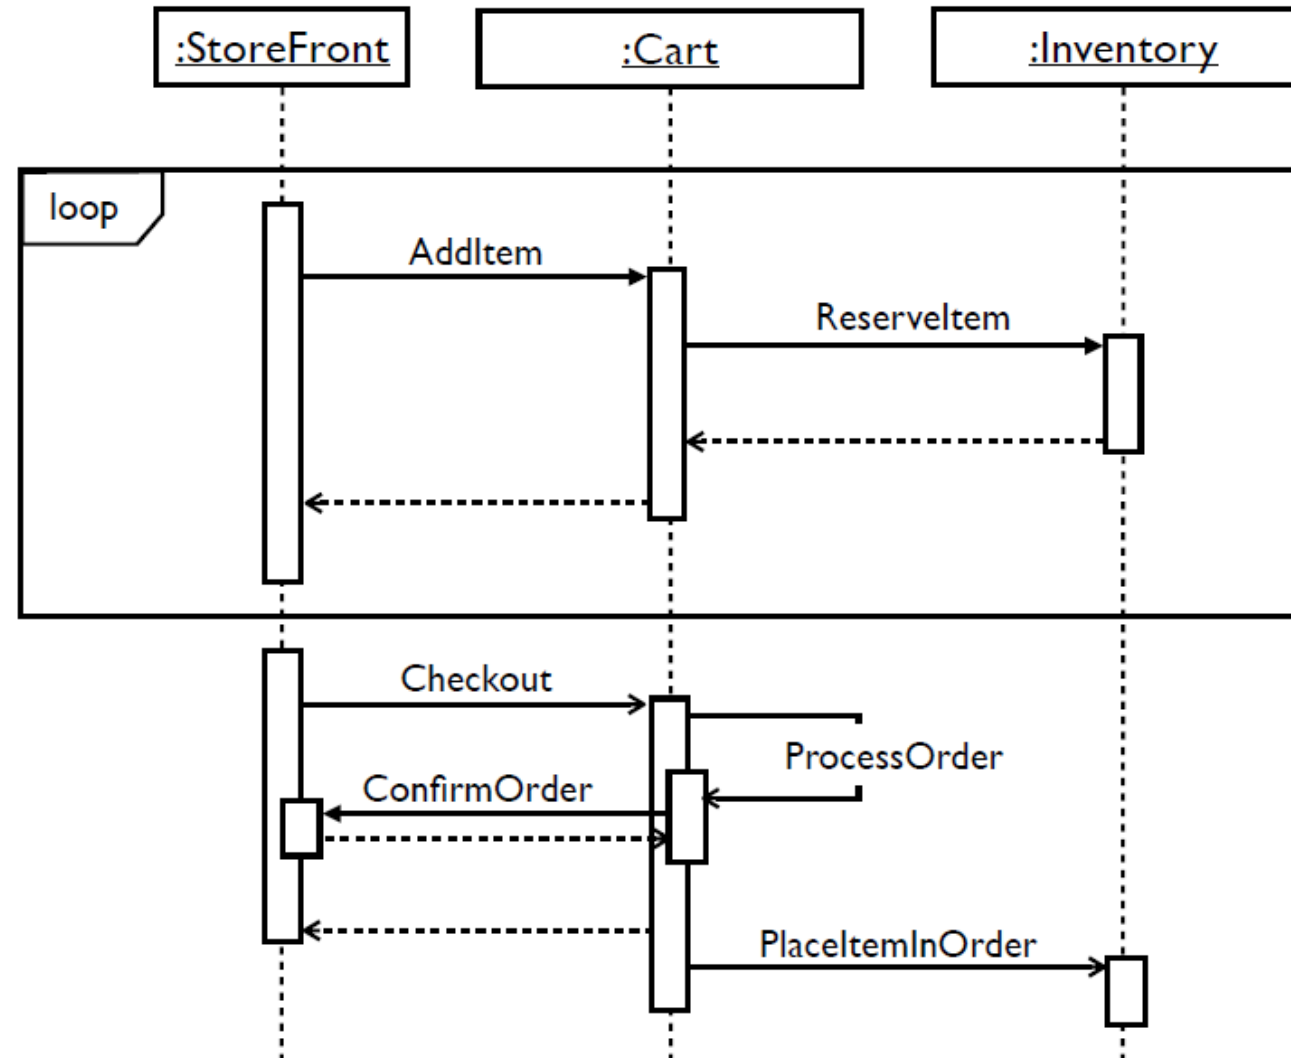 :StoreFront
:Cart
:Inventory
loop
AddItem
ReserveItem
Checkout
ProcessOrder
ConfirmOrder
PlaceItemInOrder